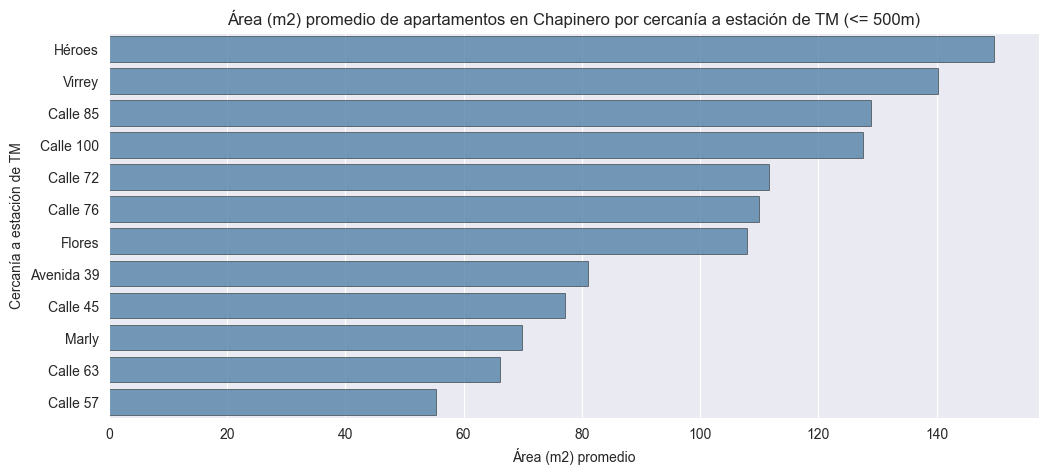 Área (m2) promedio de apartamentos en Chapinero por cercanía a estación de TM (<= 500m)
Cercanía a estación de TM
Héroes
Virrey
Calle 85
Calle 100
Calle 72
Calle 76
Flores
Avenida 39
Calle 45
Marly
Calle 63
Calle 57
0 20 40 60 80 100 120 140
Área (m2) promedio